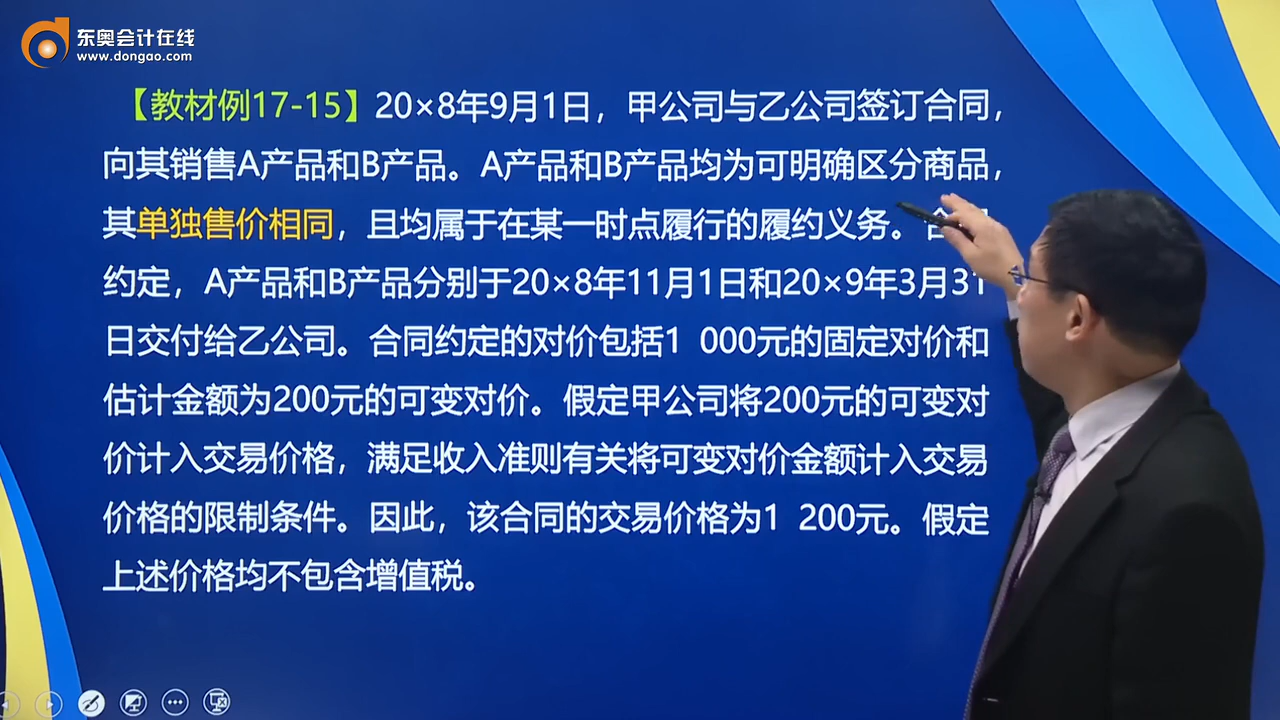 东奥会计在线
www.dongao.com
【教材例17-15】20×8年9月1日，甲公司与乙公司签订合同，
向其销售A产品和B产品。A产品和B产品均为可明确区分商品，
其单独售价相同，且均属于在某一时点履行的履约义务。合
约定，A产品和B产品分别于20×8年11月1日和20×9年3月31
日交付给乙公司。合同约定的对价包括1 000元的固定对价和
估计金额为200元的可变对价。假定甲公司将200元的可变对
价计入交易价格，满足收入准则有关将可变对价金额计入交易
价格的限制条件。因此，该合同的交易价格为1 200元。假定
上述价格均不包含增值税。